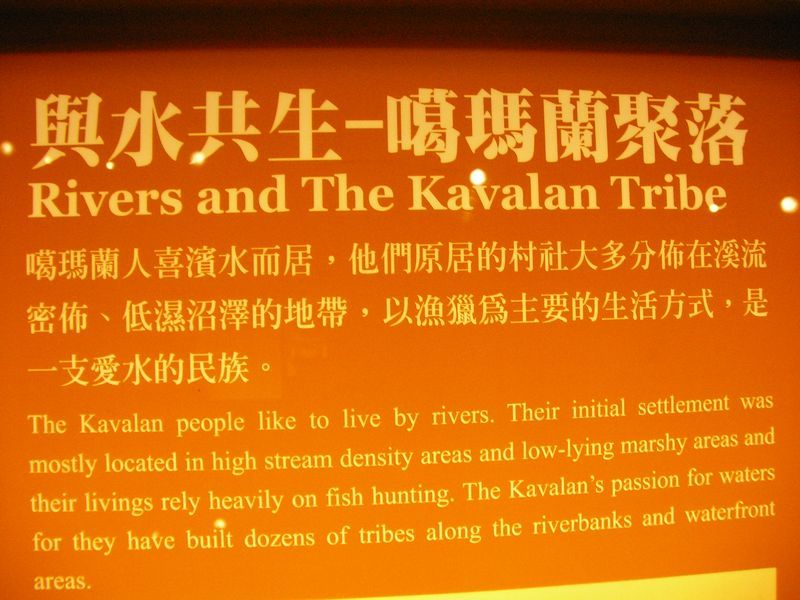 與水共生-噶瑪蘭聚落
Rivers and The Kavalan Tribe
噶瑪蘭人喜濱水而居，他們原居的村社大多分佈在溪流
密佈、低濕沼澤的地帶，以漁獵爲主要的生活方式，是
一支愛水的民族。
The Kavalan people like to live by rivers. Their initial settlement was
mostly located in high stream density areas and low-lying marshy areas and
their livings rely heavily on fish hunting. The Kavalan's passion for waters
for they have built dozens of tribes along the riverbanks and waterfront
areas.